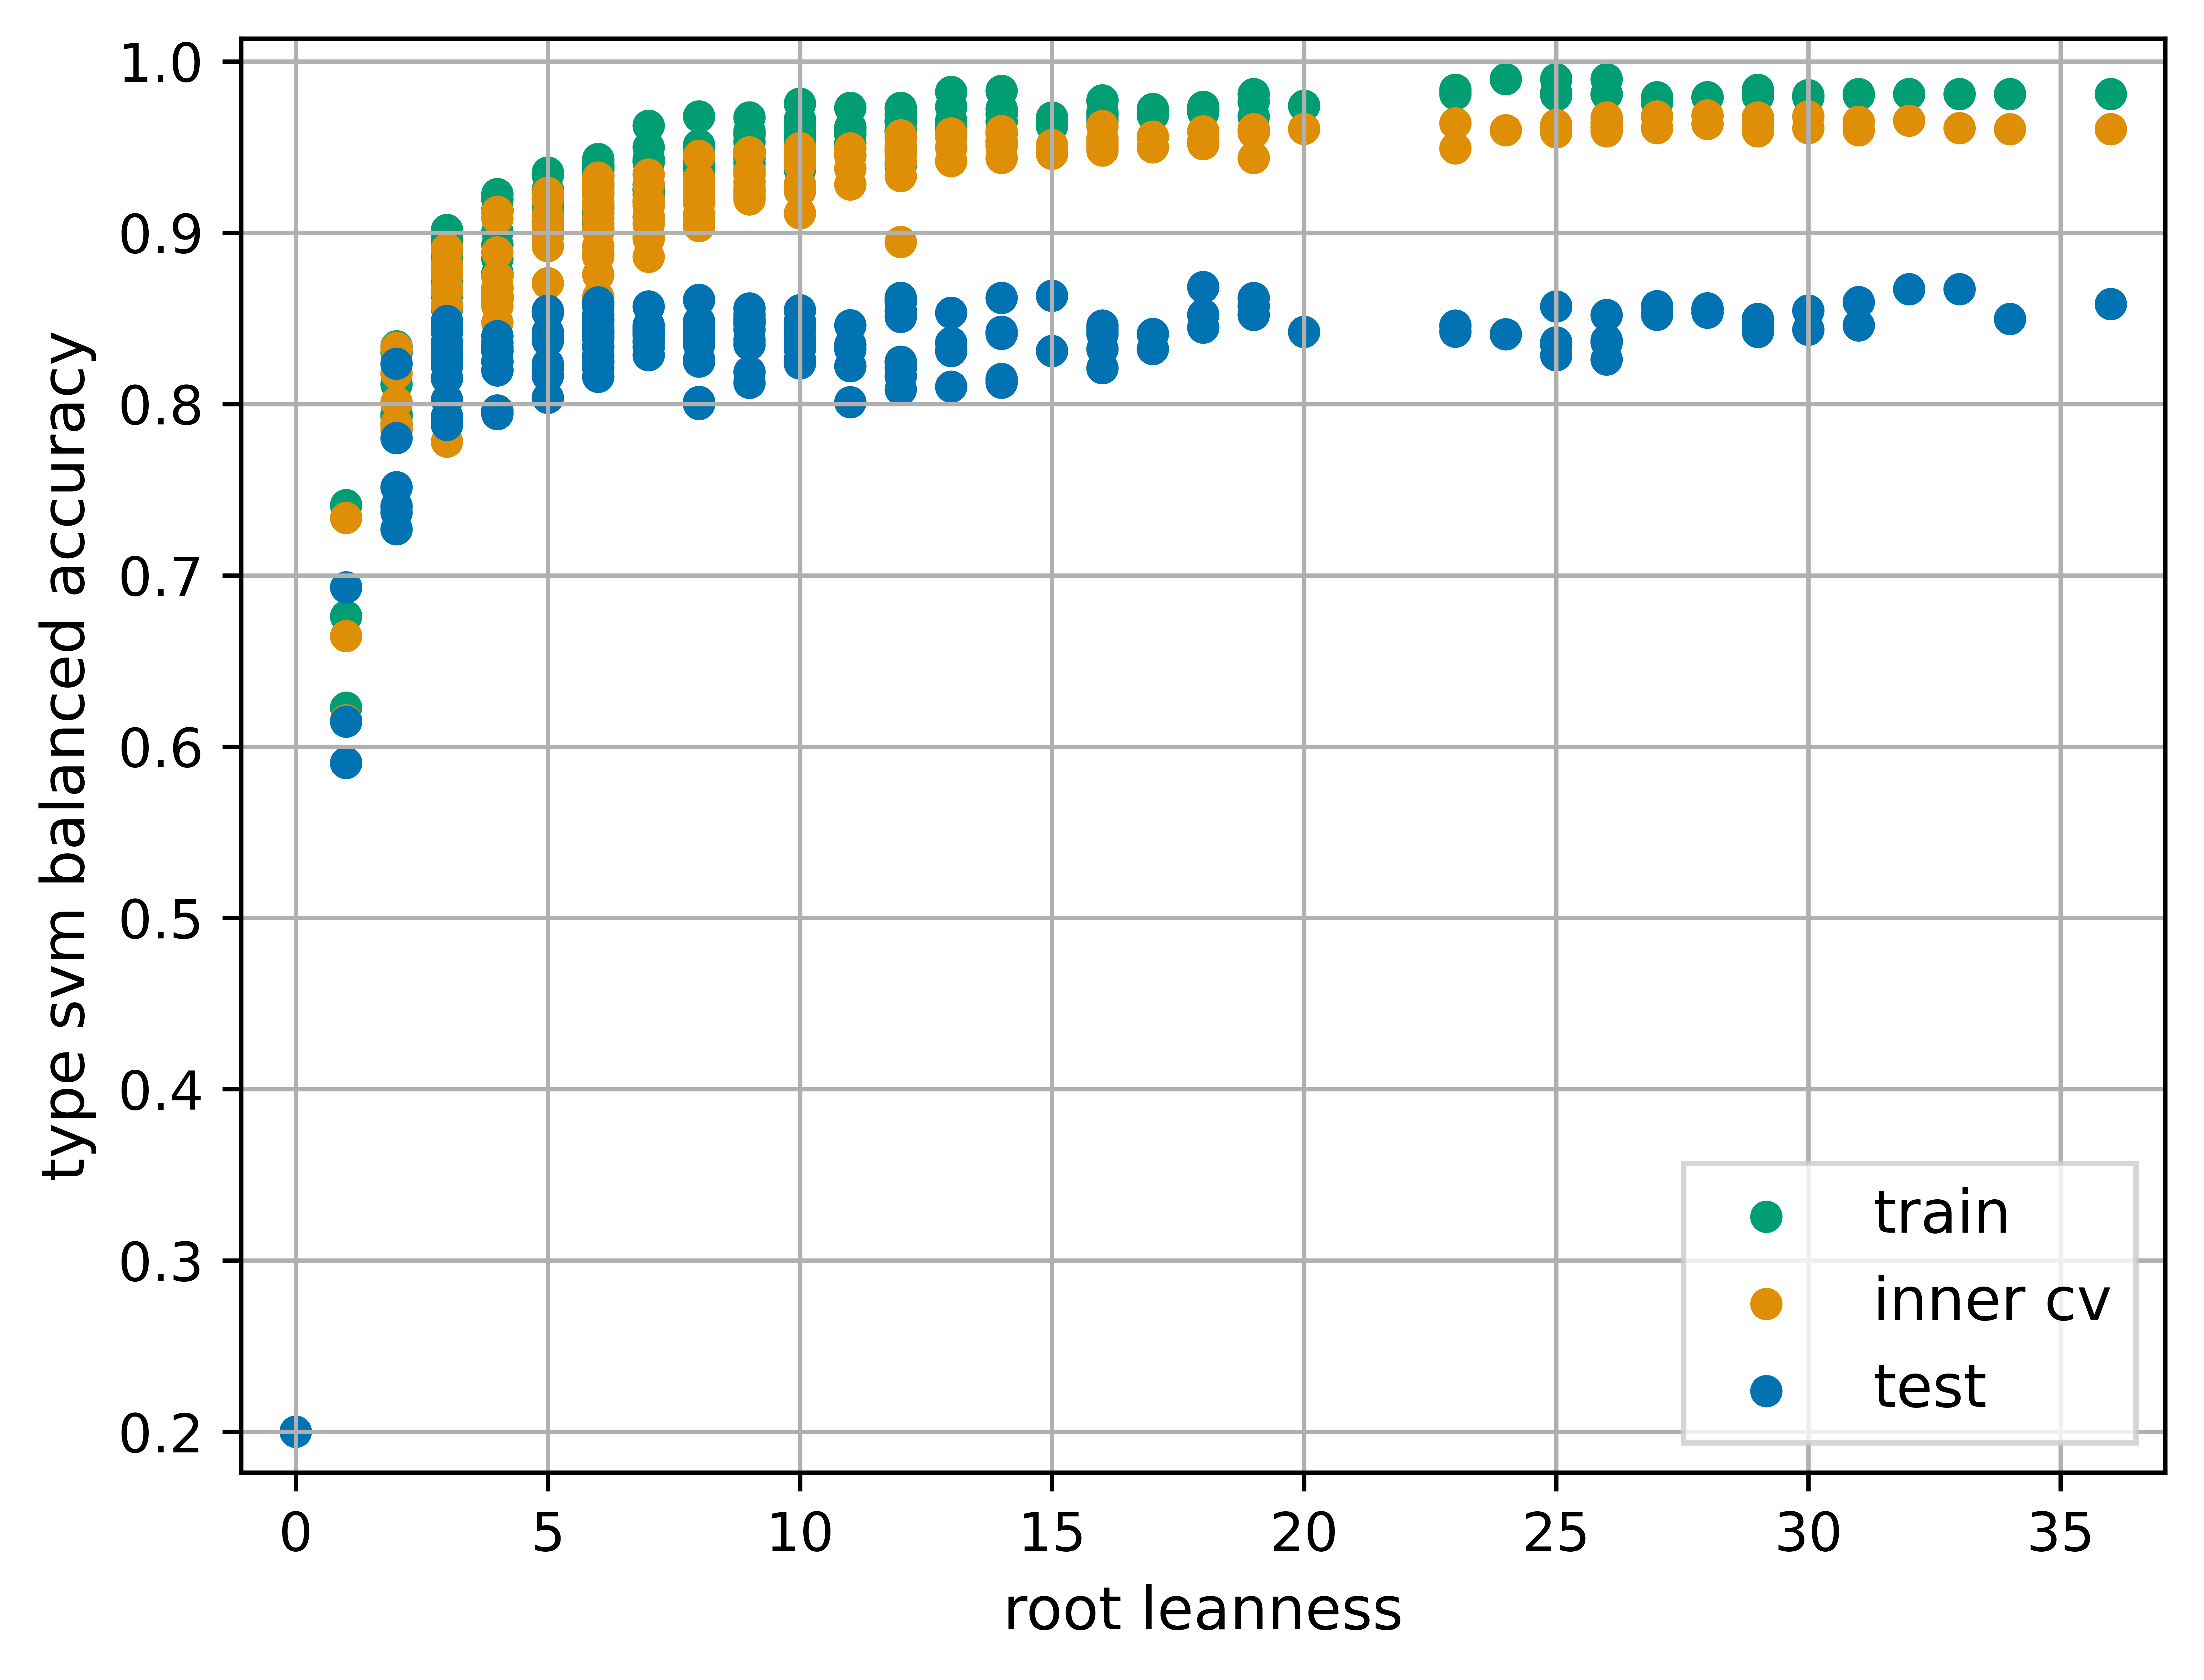 type svm balanced accuracy
1.0
0.9
0.8
0.7
0.6
0.5
0.4
0.3
0.2
train
inner cv
test
0 5 10 15 20 25 30 35
root leanness